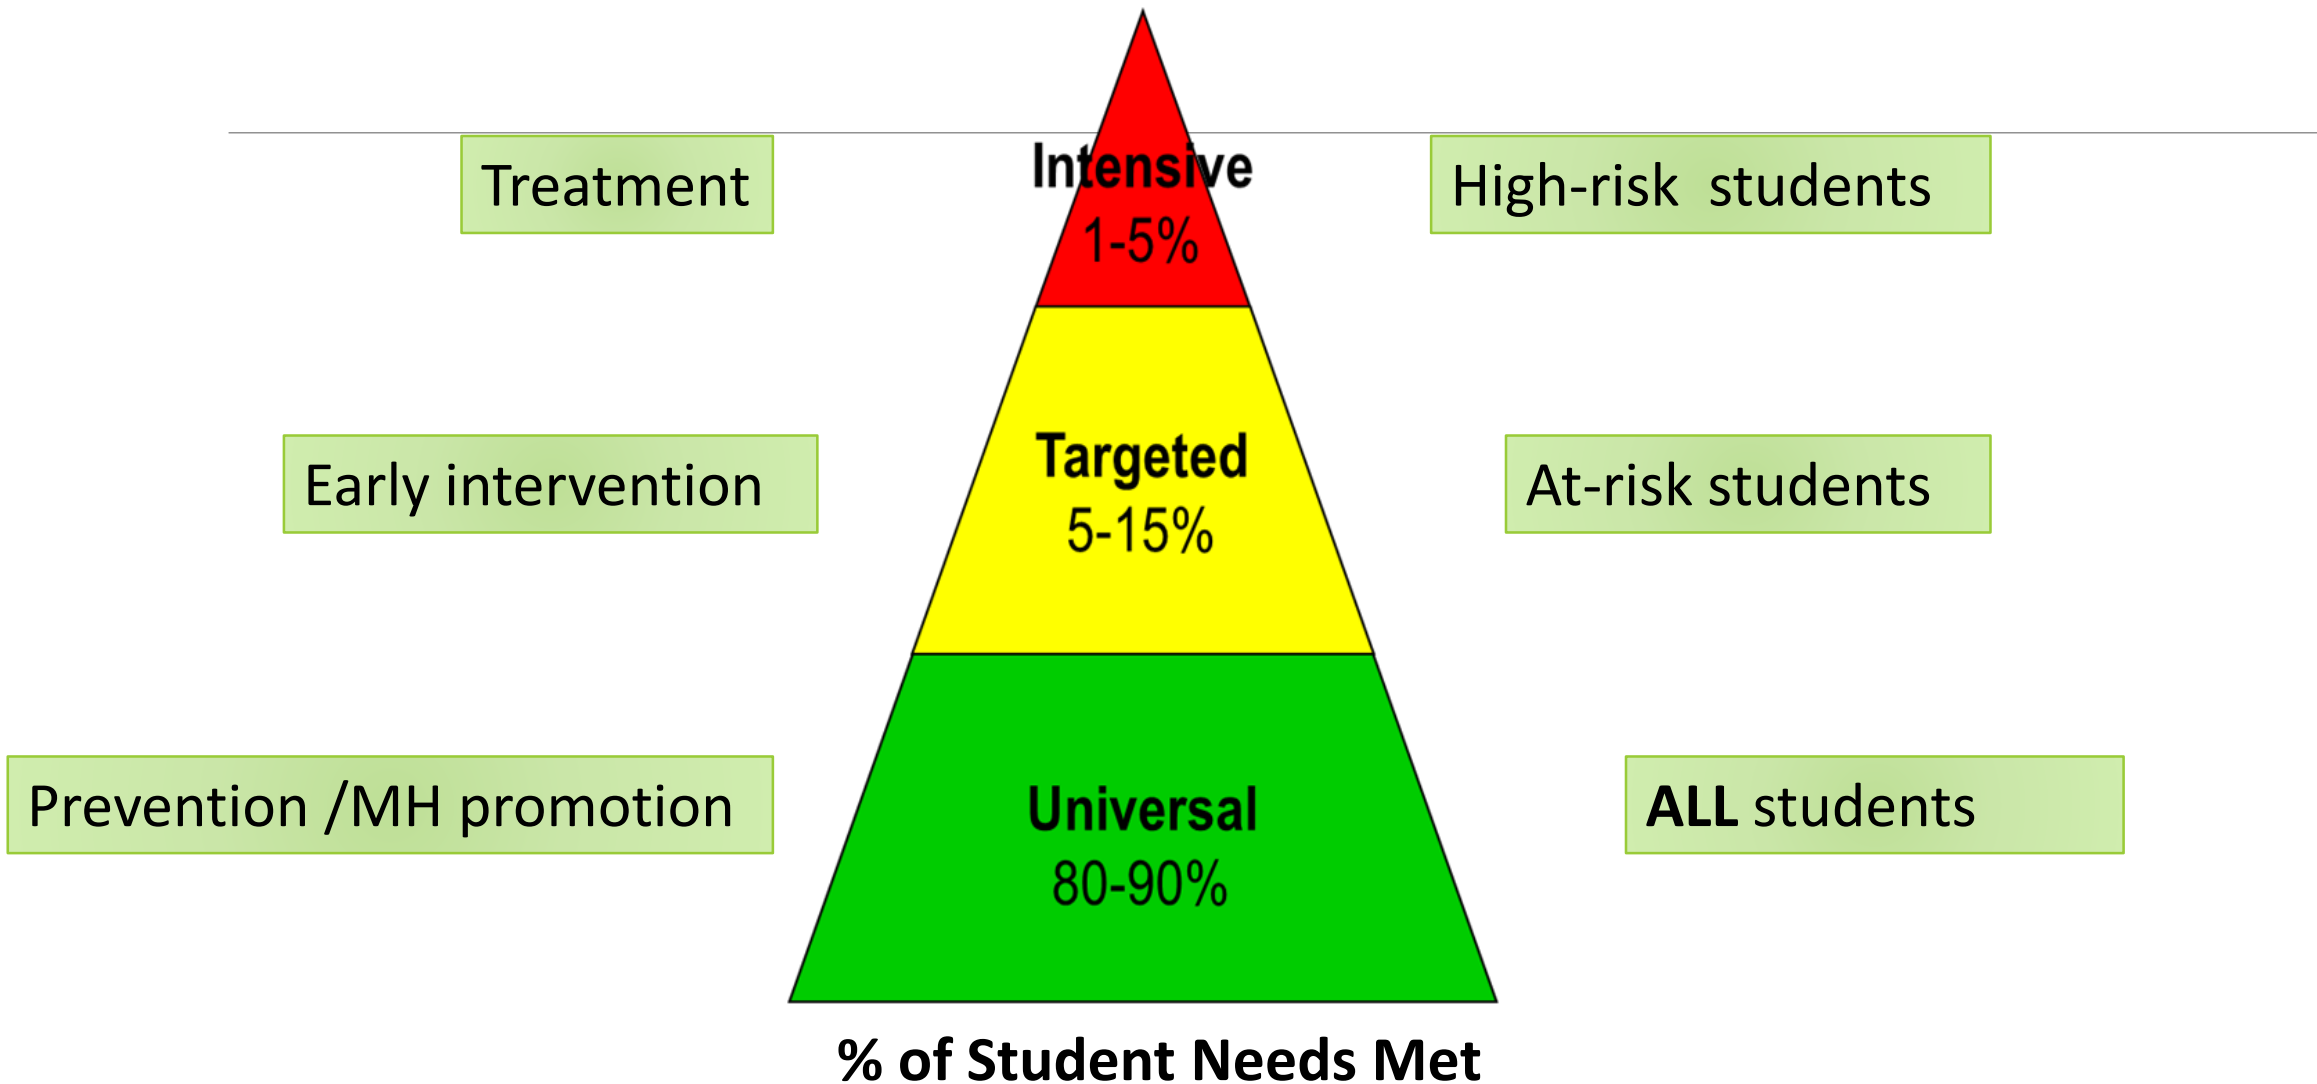 Treatment
Intensive
1-5%
High-risk  students
Early intervention
Targeted
5-15%
At-risk students
Prevention /MH promotion
Universal
80-90%
ALL students
% of Student Needs Met